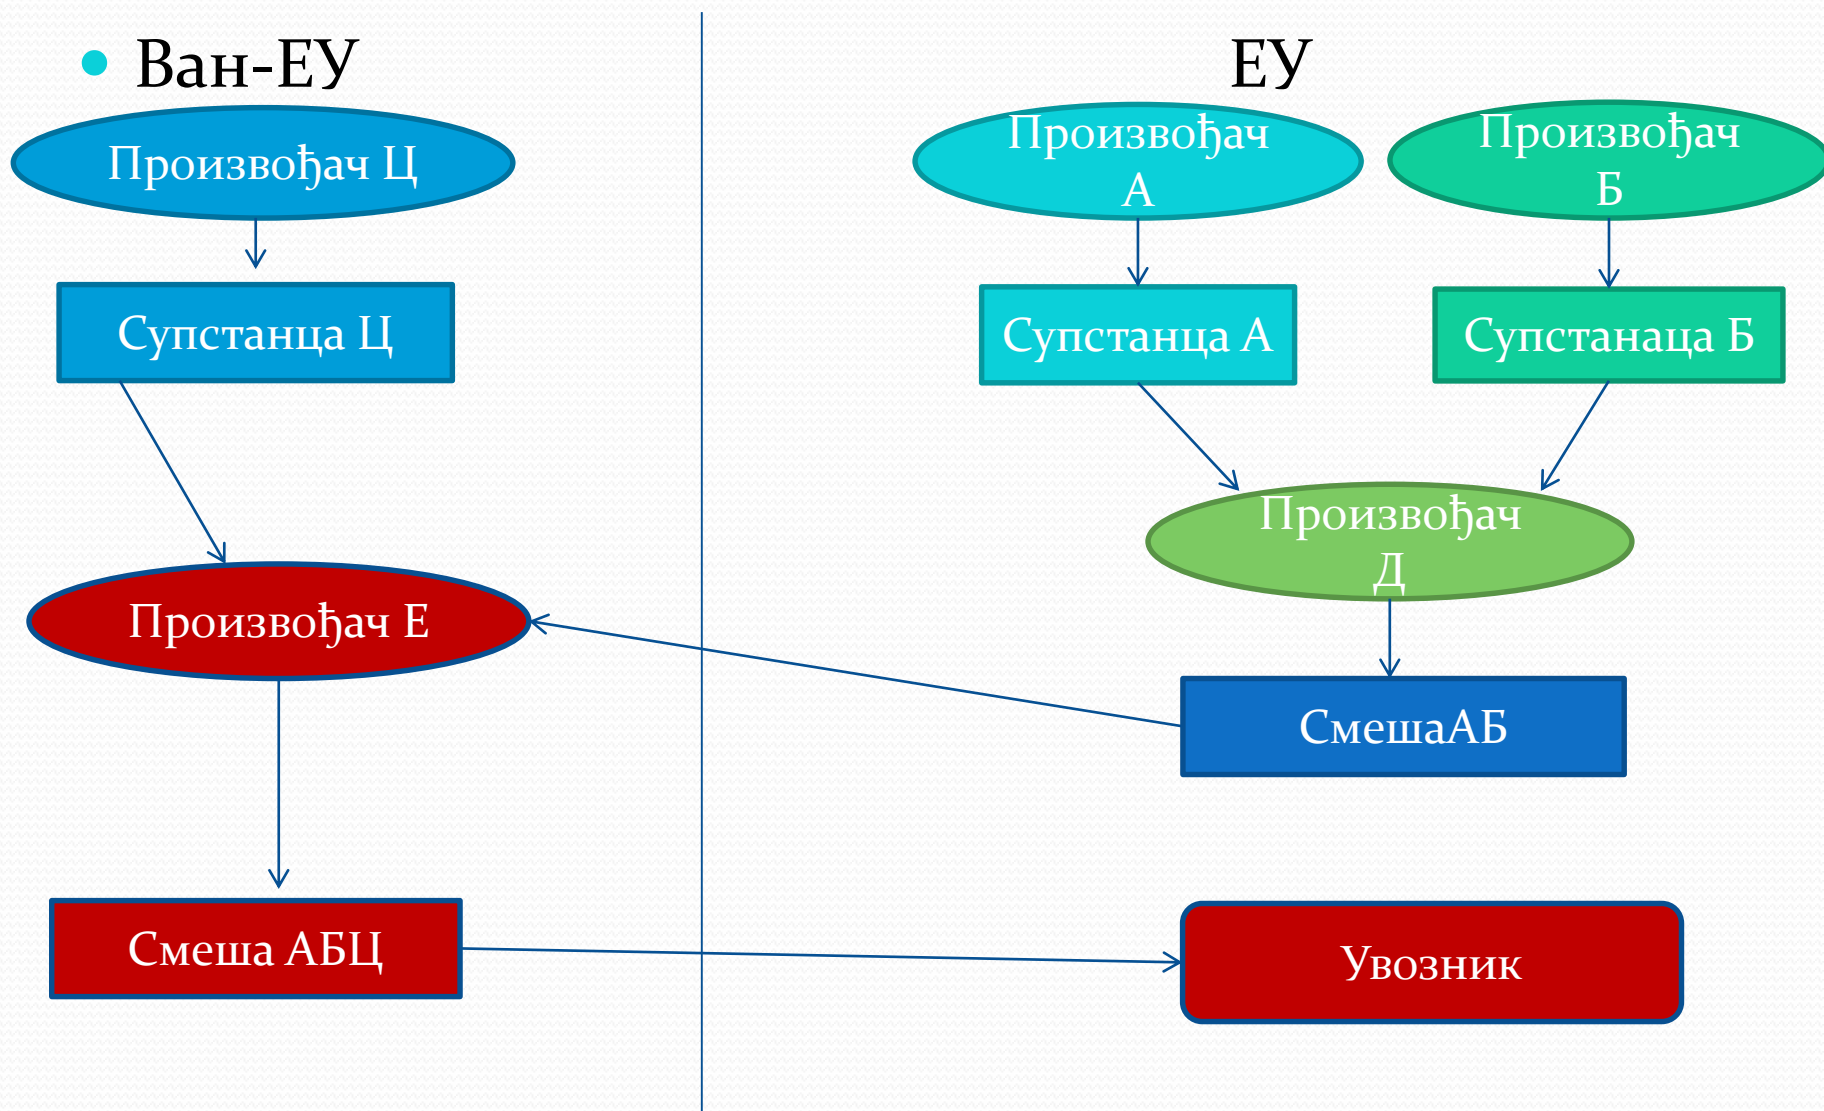 Ван-ЕУ
ЕУ
Произвођач Ц
Произвођач
А
Произвођач
Б
Супстанца Ц
Супстанца А
Супстанаца Б
Произвођач
Д
Произвођач Е
СмешаАБ
Смеша АБЦ
Увозник